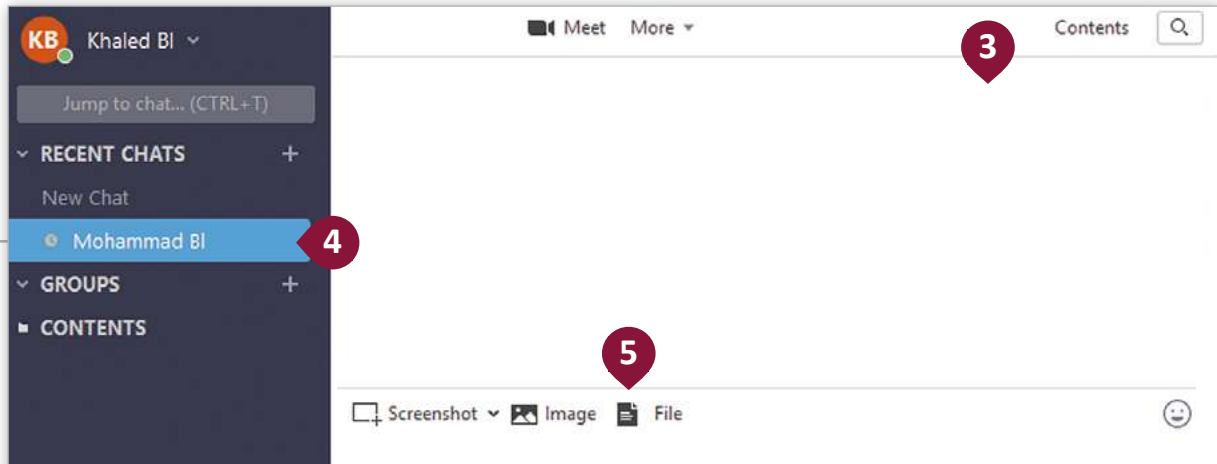 KB Khaled Bl
Meet More
3
Contents
Jump to chat... (CTRL+T)
RECENT CHATS +
New Chat
Mohammad Bl 4
GROUPS +
CONTENTS
5
Screenshot Image File